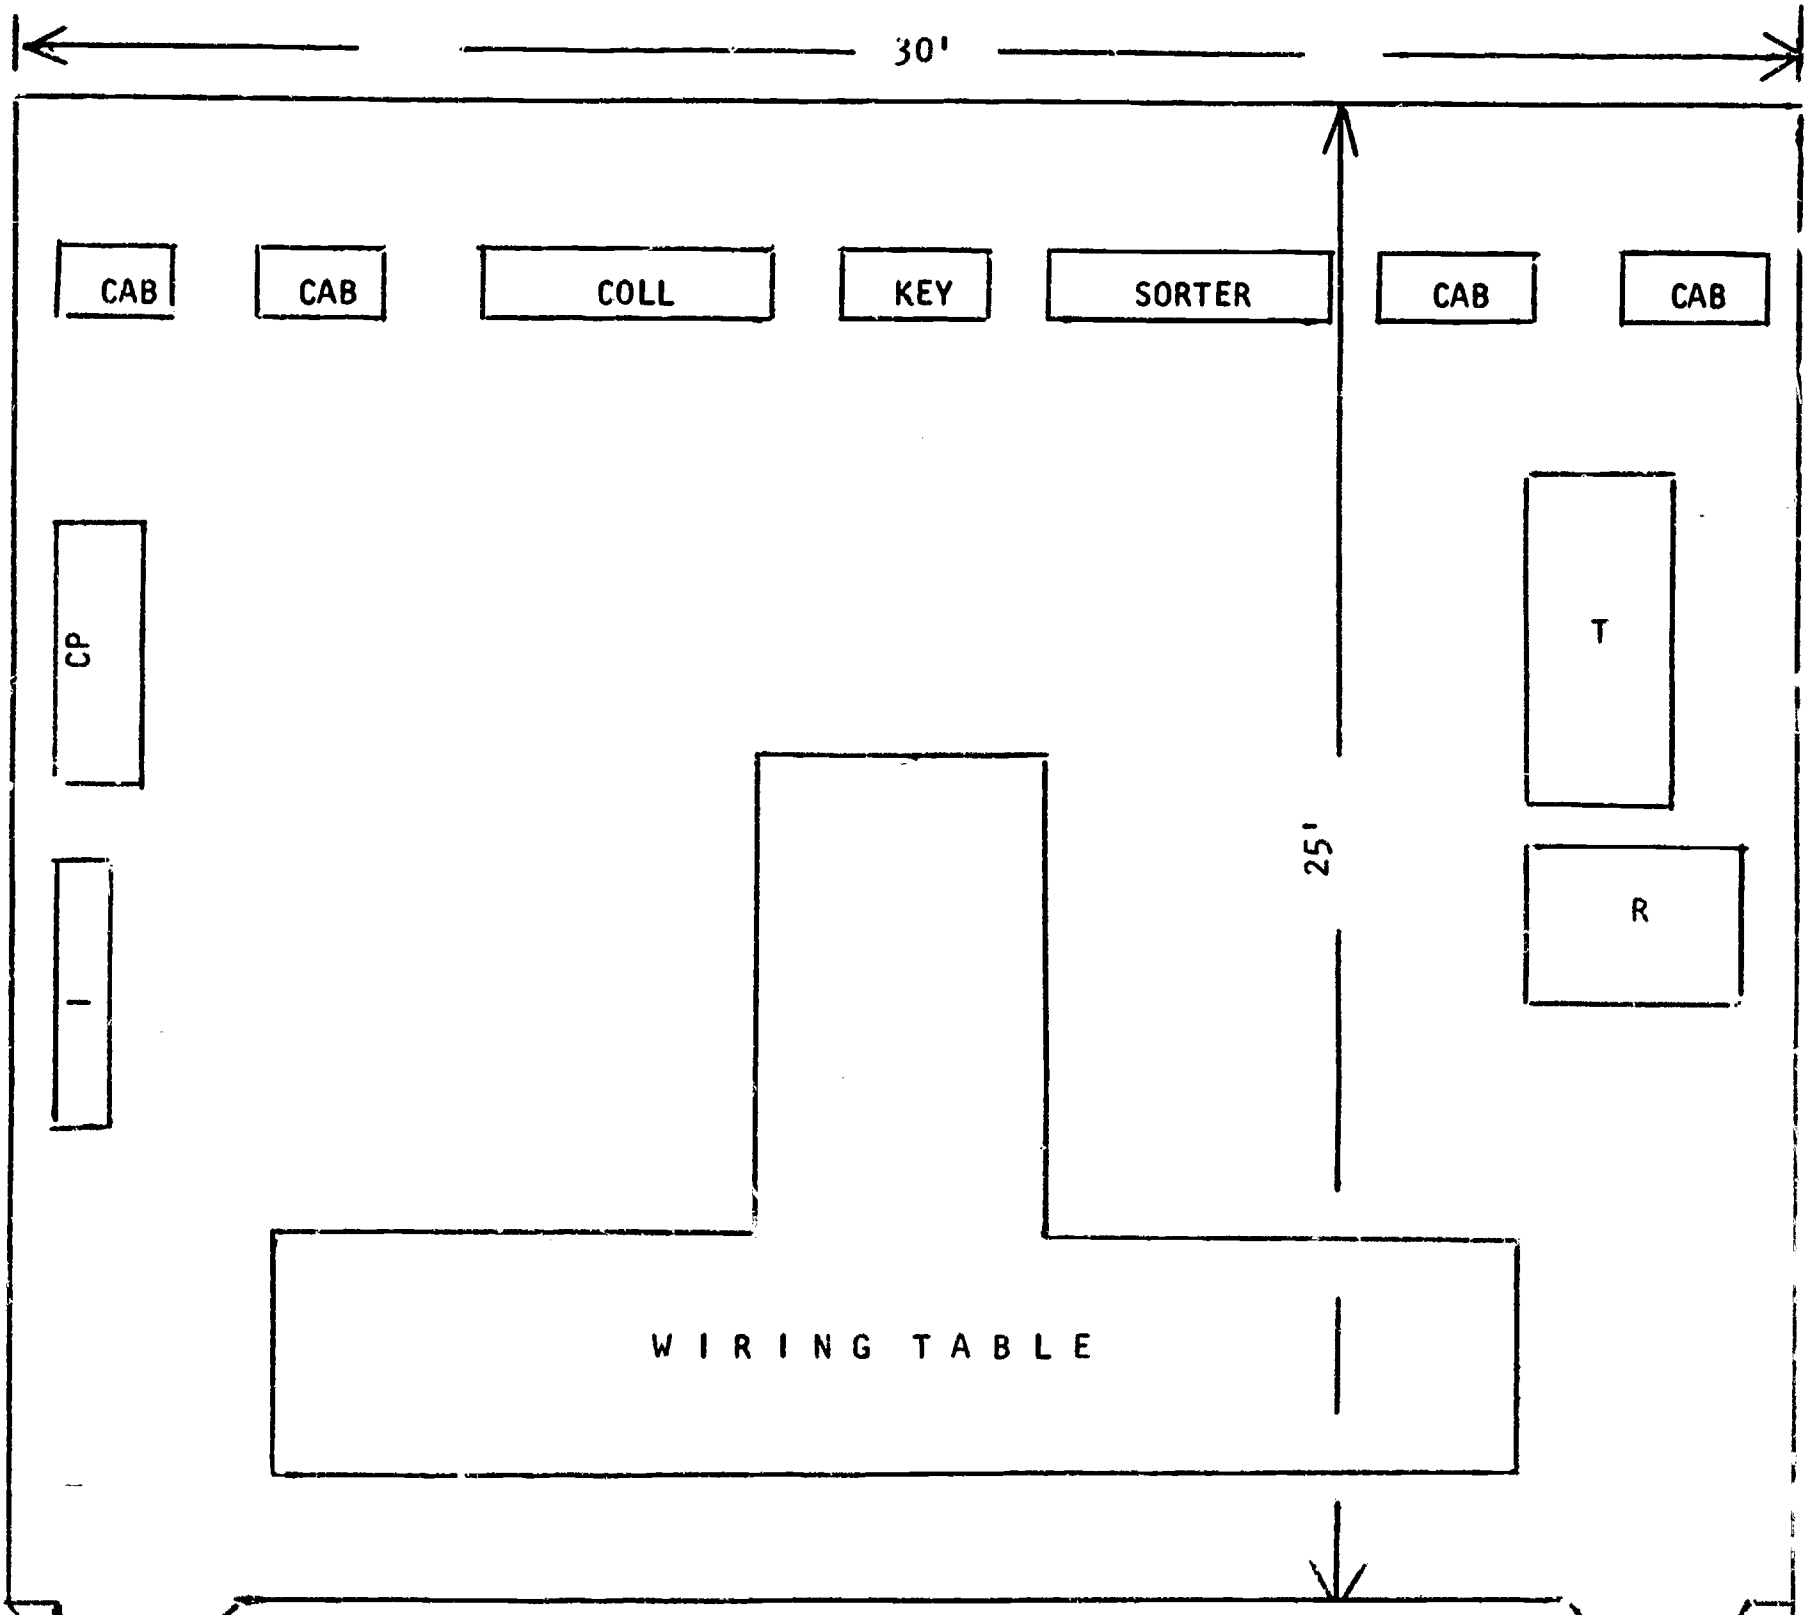 30'
CAB CAB COLL KEY SORTER CAB CAB
CP
T
25'
R
I
WIRING TABLE